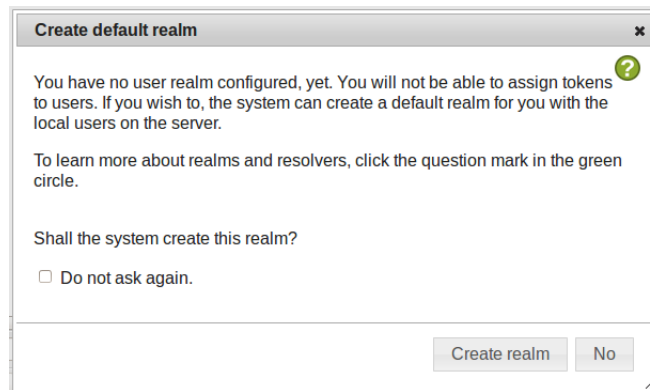 Create default realm
You have no user realm configured, yet. You will not be able to assign tokens
to users. If you wish to, the system can create a default realm for you with the
local users on the server.
To learn more about realms and resolvers, click the question mark in the green
circle.
Shall the system create this realm?
Do not ask again.
Create realm
No